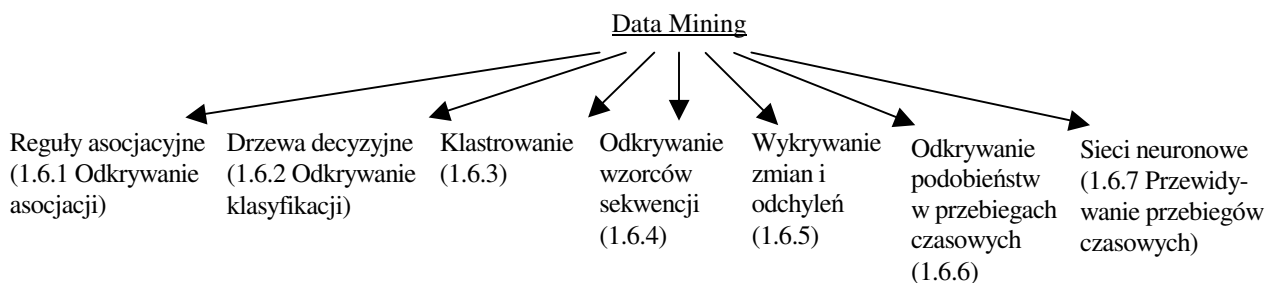 Data Mining
Reguły asocjacyjne
(1.6.1 Odkrywanie
asocjacji)
Drzewa decyzyjne
(1.6.2 Odkrywanie
klasyfikacji)
Klastrowanie
(1.6.3)
Odkrywanie
wzorców
sekwencji
(1.6.4)
Wykrywanie
zmian i
odchyleń
(1.6.5)
Odkrywanie
podobieństw
w przebiegach
czasowych
(1.6.6)
Sieci neuronowe
(1.6.7 Przewidy-
wanie przebiegów
czasowych)